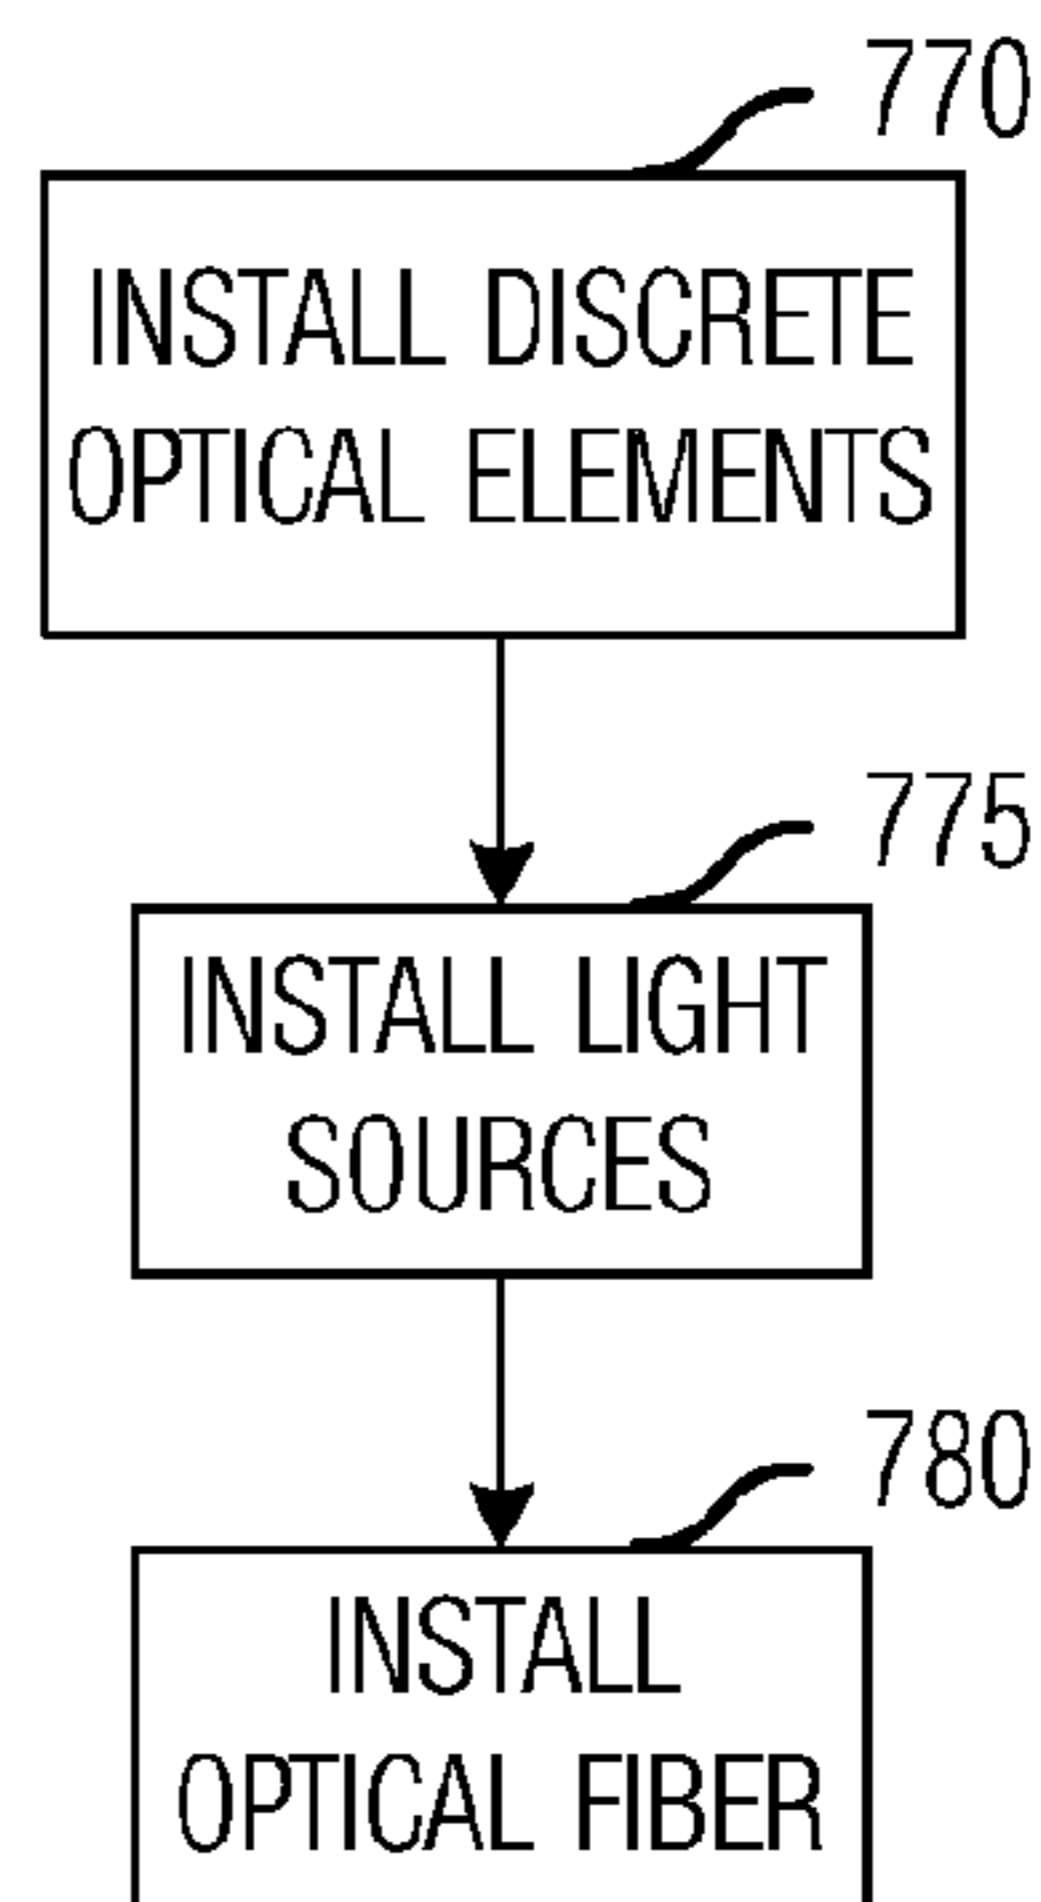 770
INSTALL DISCRETE
OPTICAL ELEMENTS
775
INSTALL LIGHT
SOURCES
780
INSTALL
OPTICAL FIBER